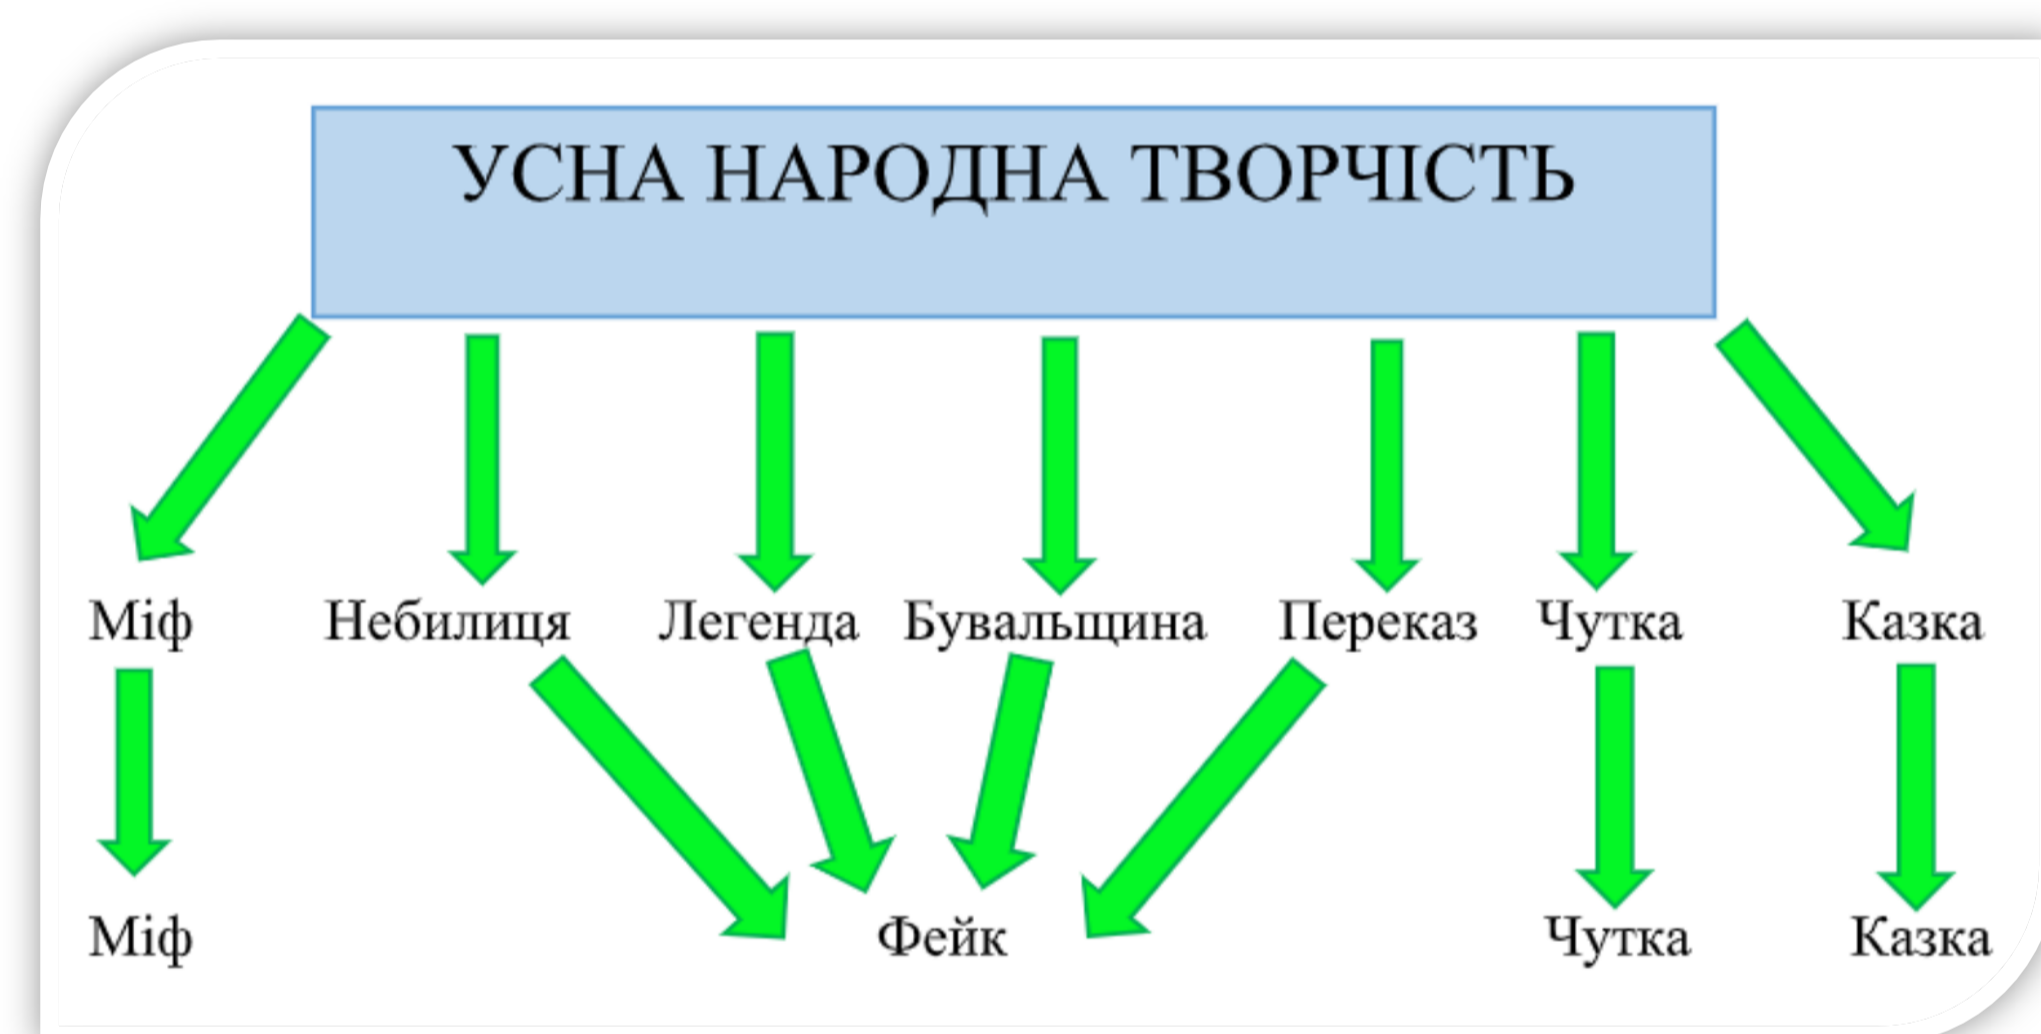 УСНА НАРОДНА ТВОРЧІСТЬ
Міф Небилиця Легенда Бувальщина Переказ Чутка Казка
Міф Фейк Чутка Казка